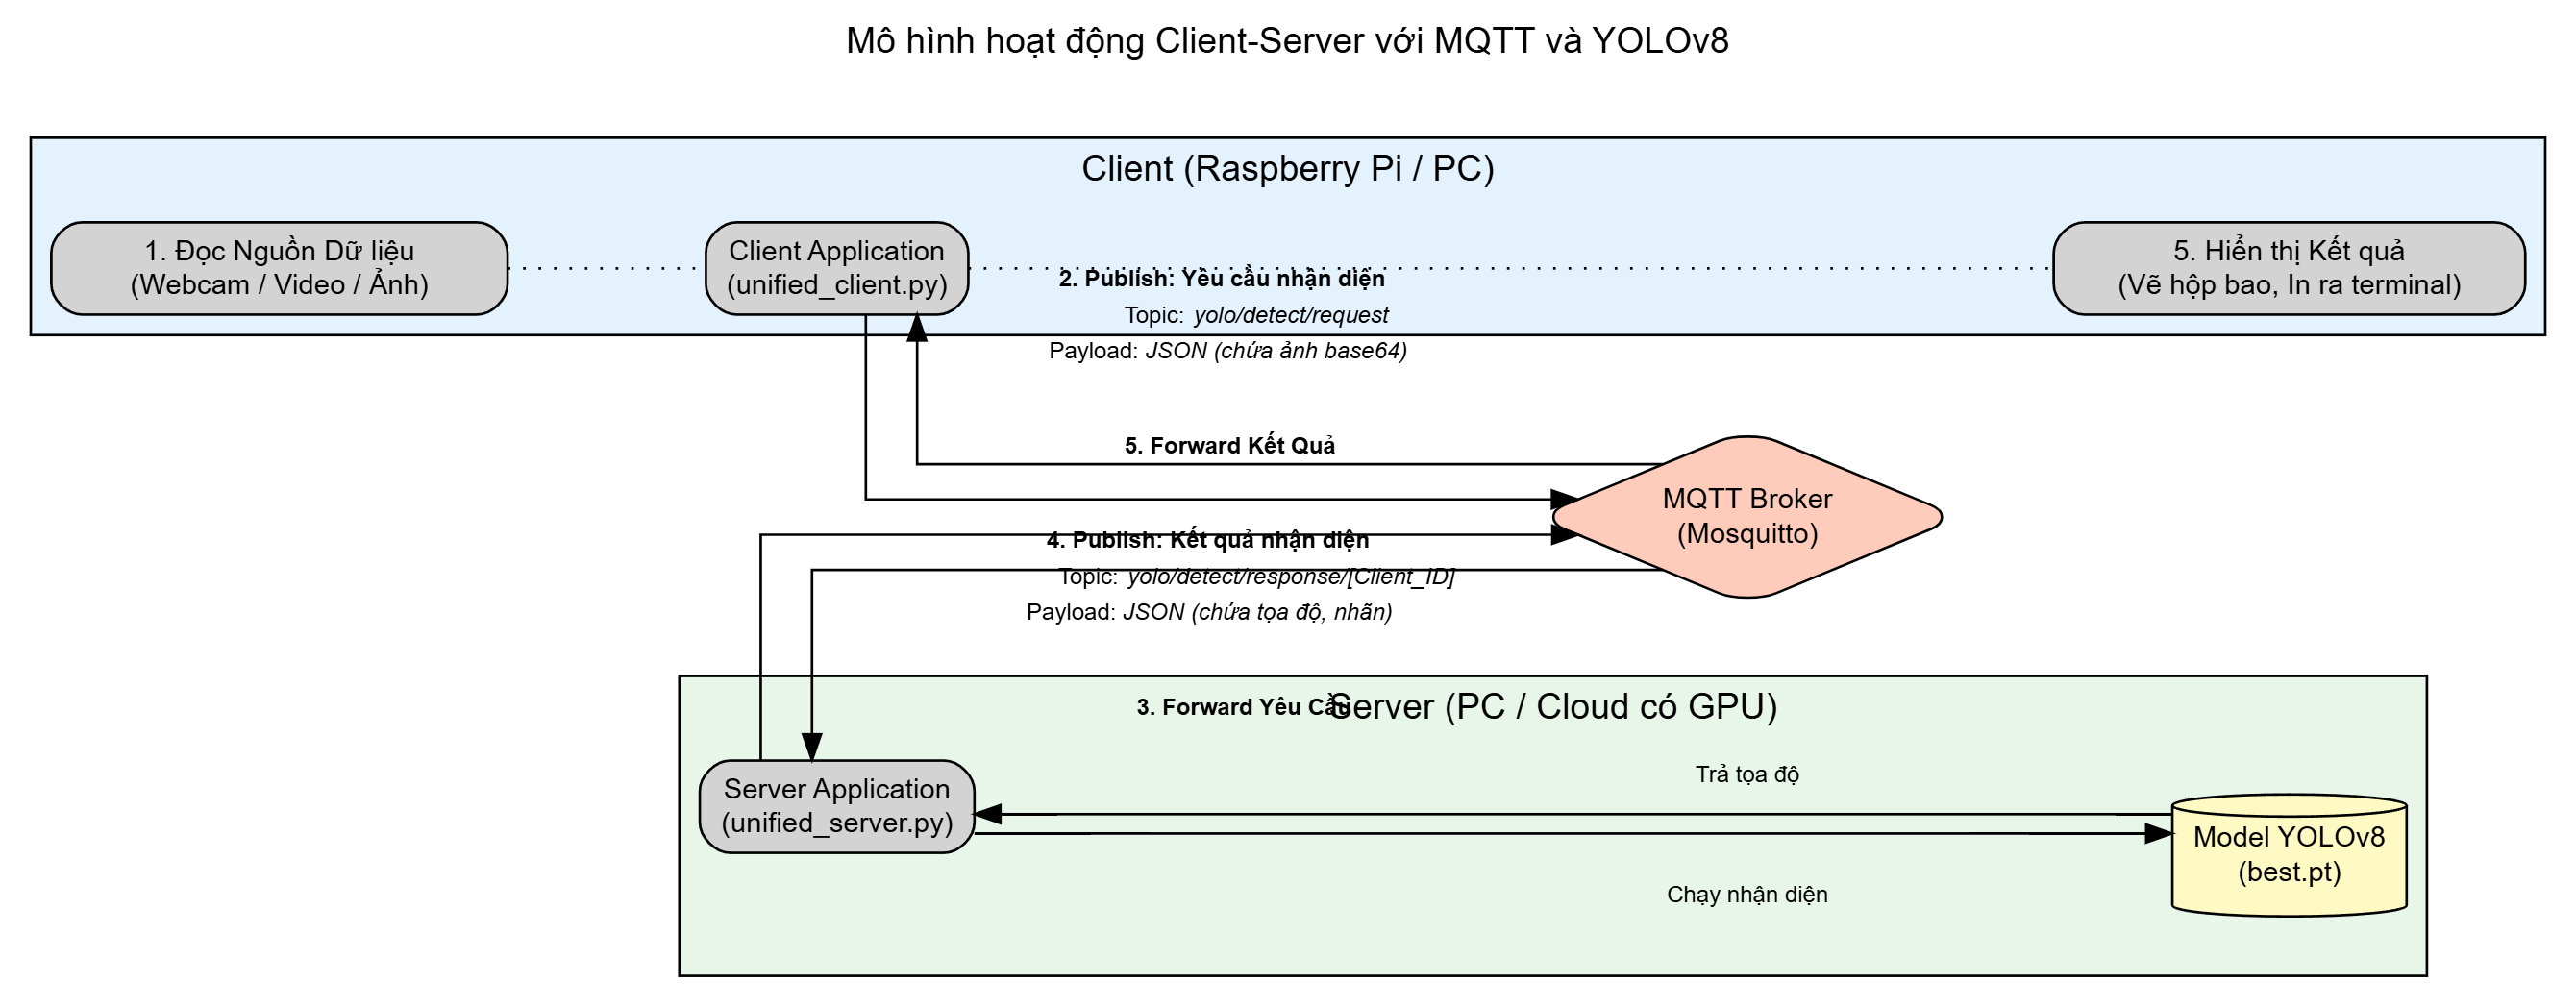 Mô hình hoạt động Client-Server với MQTT và YOLOv8
Client (Raspberry Pi / PC)
1. Đọc Nguồn Dữ liệu
(Webcam / Video / Ảnh)
Client Application
(unified_client.py)
2. Publish: Yêu cầu nhận diện
Topic: yolo/detect/request
Payload: JSON (chứa ảnh base64)
5. Hiển thị Kết quả
(Vẽ hộp bao, In ra terminal)
5. Forward Kết Quả
MQTT Broker
(Mosquitto)
4. Publish: Kết quả nhận diện
Topic: yolo/detect/response/[Client_ID]
Payload: JSON (chứa tọa độ, nhãn)
3. Forward Yêu Cầu
Server (PC / Cloud có GPU)
Server Application
(unified_server.py)
Trả tọa độ
Model YOLOv8
(best.pt)
Chạy nhận diện